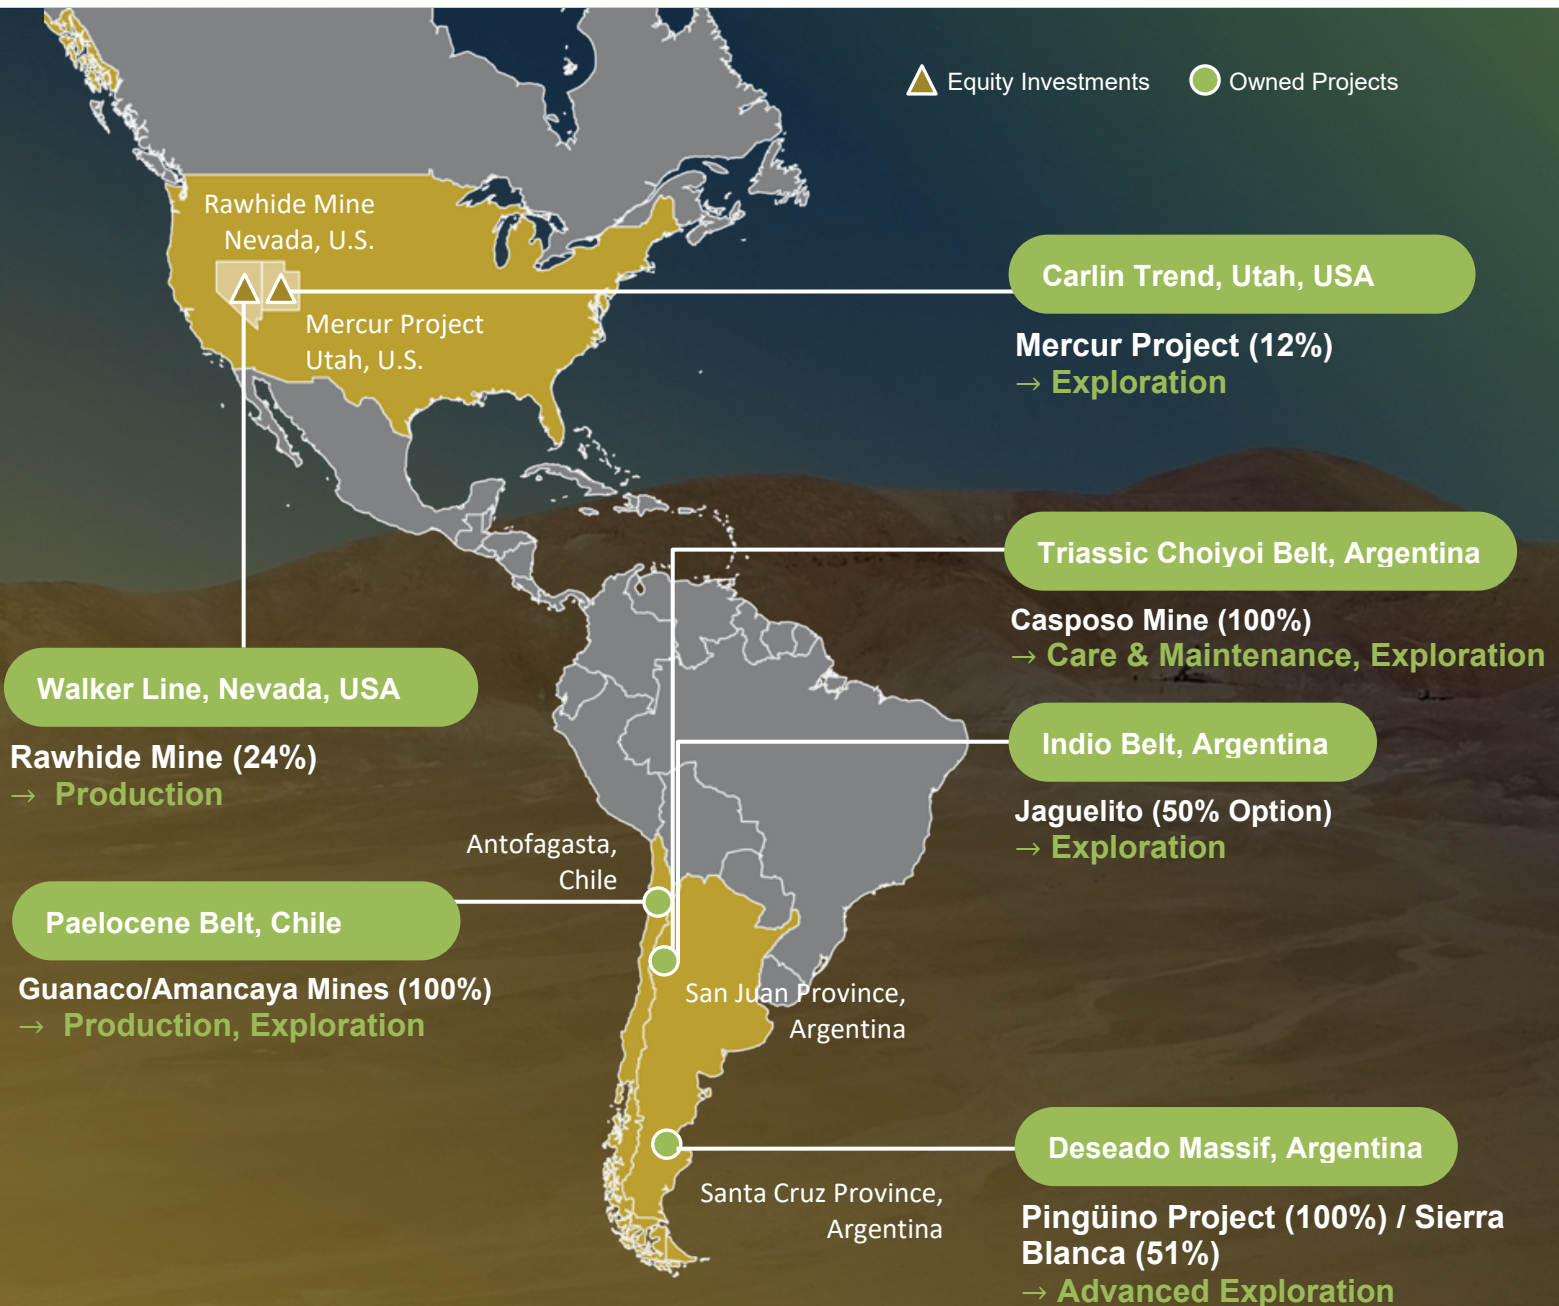 Equity Investments
Owned Projects
Rawhide Mine
Nevada, U.S.
Mercur Project
Utah, U.S.
Carlin Trend, Utah, USA
Mercur Project (12%)
→ Exploration
Triassic Choiyoi Belt, Argentina
Casposo Mine (100%)
→ Care & Maintenance, Exploration
Walker Line, Nevada, USA
Rawhide Mine (24%)
→ Production
Indio Belt, Argentina
Jaguelito (50% Option)
→ Exploration
Antofagasta,
Chile
Paelocene Belt, Chile
Guanaco/Amancaya Mines (100%)
→ Production, Exploration
San Juan Province,
Argentina
Deseado Massif, Argentina
Santa Cruz Province,
Argentina
Pingüino Project (100%) / Sierra
Blanca (51%)
→ Advanced Exploration